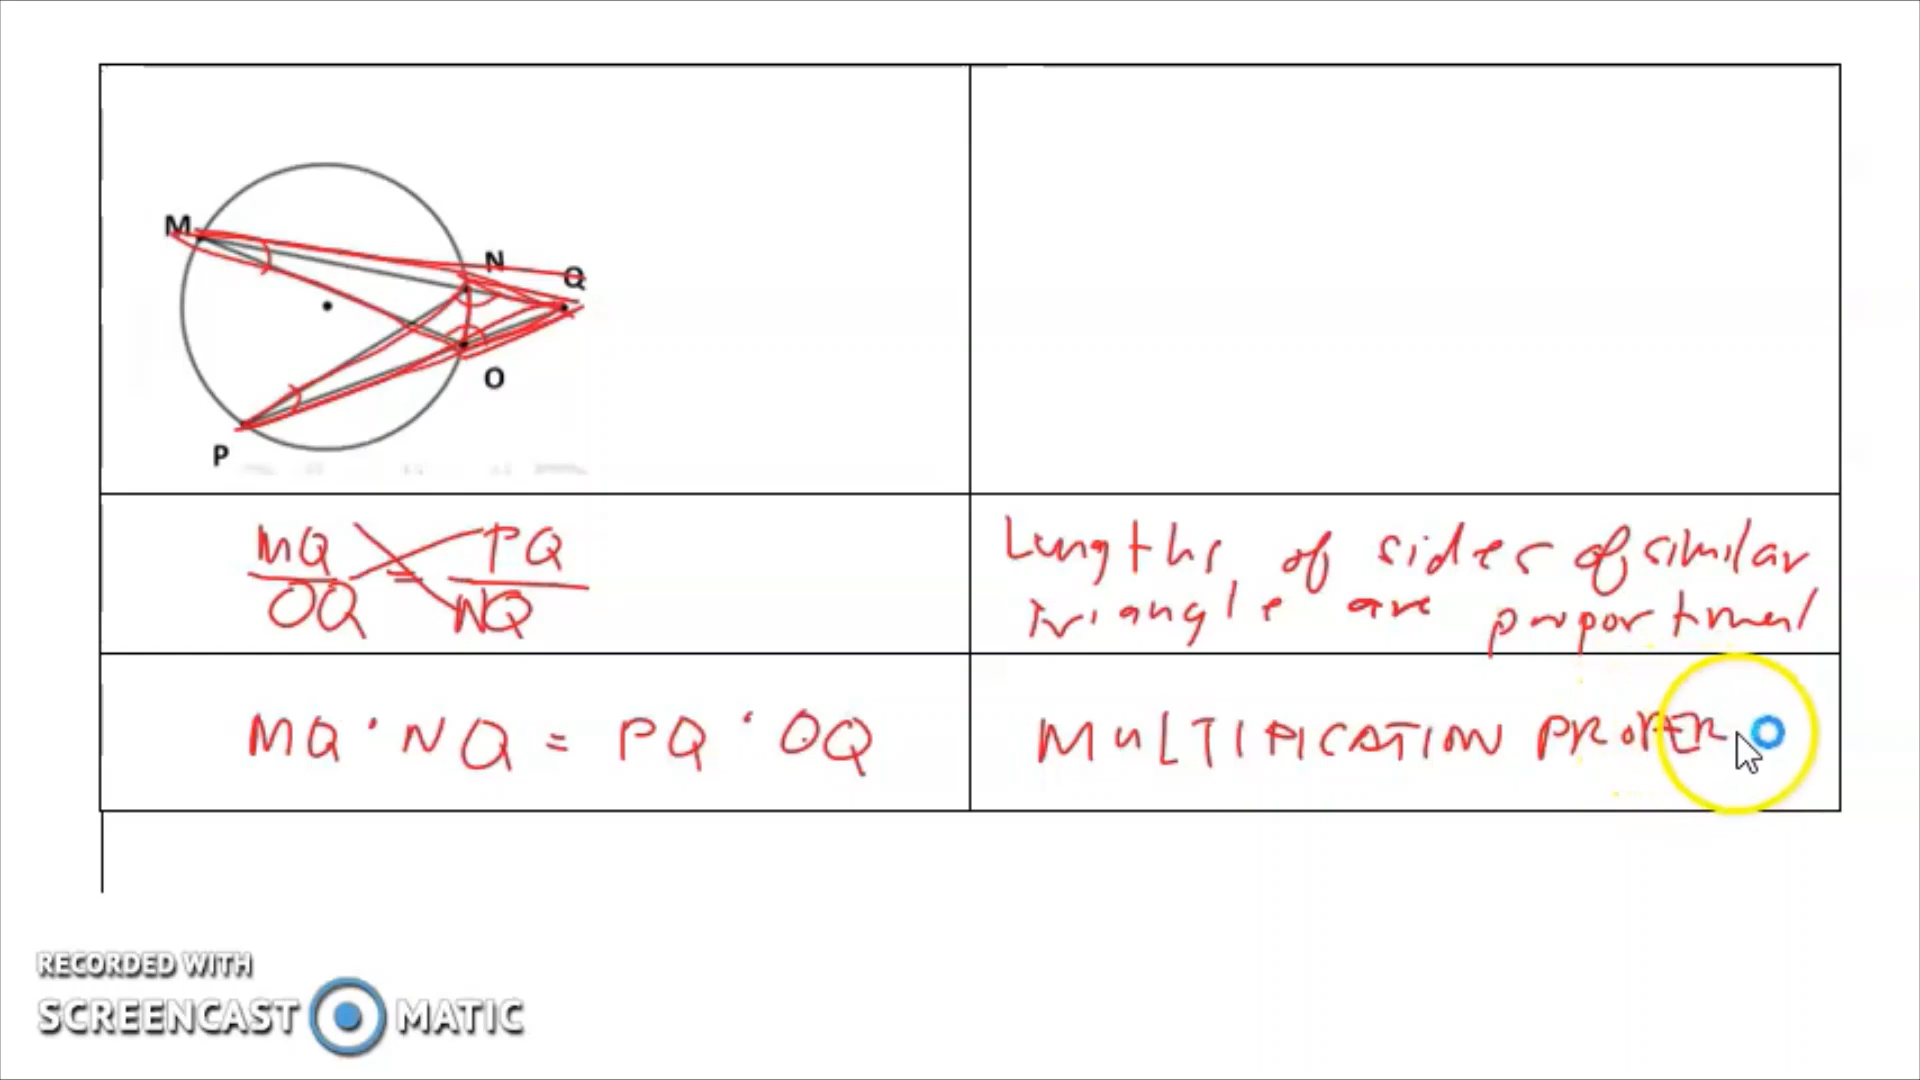 M
N
Q
O
P
MQ = PQ
OQ NQ
Lengths of sides of similar
triangle are proportional
MQ · NQ = PQ · OQ
MULTIPICATION PROPER
RECORDED WITH
SCREENCAST MATIC